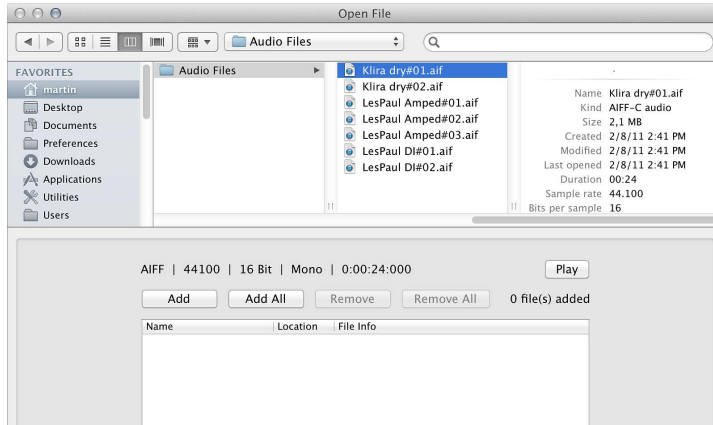 Open File
Audio Files
FAVORITES
martin
Desktop
Documents
Preferences
Downloads
Applications
Utilities
Users
Audio Files
Klira dry#01.aif
Klira dry#02.aif
LesPaul Amped#01.aif
LesPaul Amped#02.aif
LesPaul Amped#03.aif
LesPaul DI#01.aif
LesPaul DI#02.aif
Name Klira dry#01.aif
Kind AIFF-C audio
Size 2,1 MB
Created 2/8/11 2:41 PM
Modified 2/8/11 2:41 PM
Last opened 2/8/11 2:41 PM
Duration 00:24
Sample rate 44.100
Bits per sample 16
AIFF | 44100 | 16 Bit | Mono | 0:00:24:000
Play
Add Add All Remove Remove All 0 file(s) added
Name Location File Info